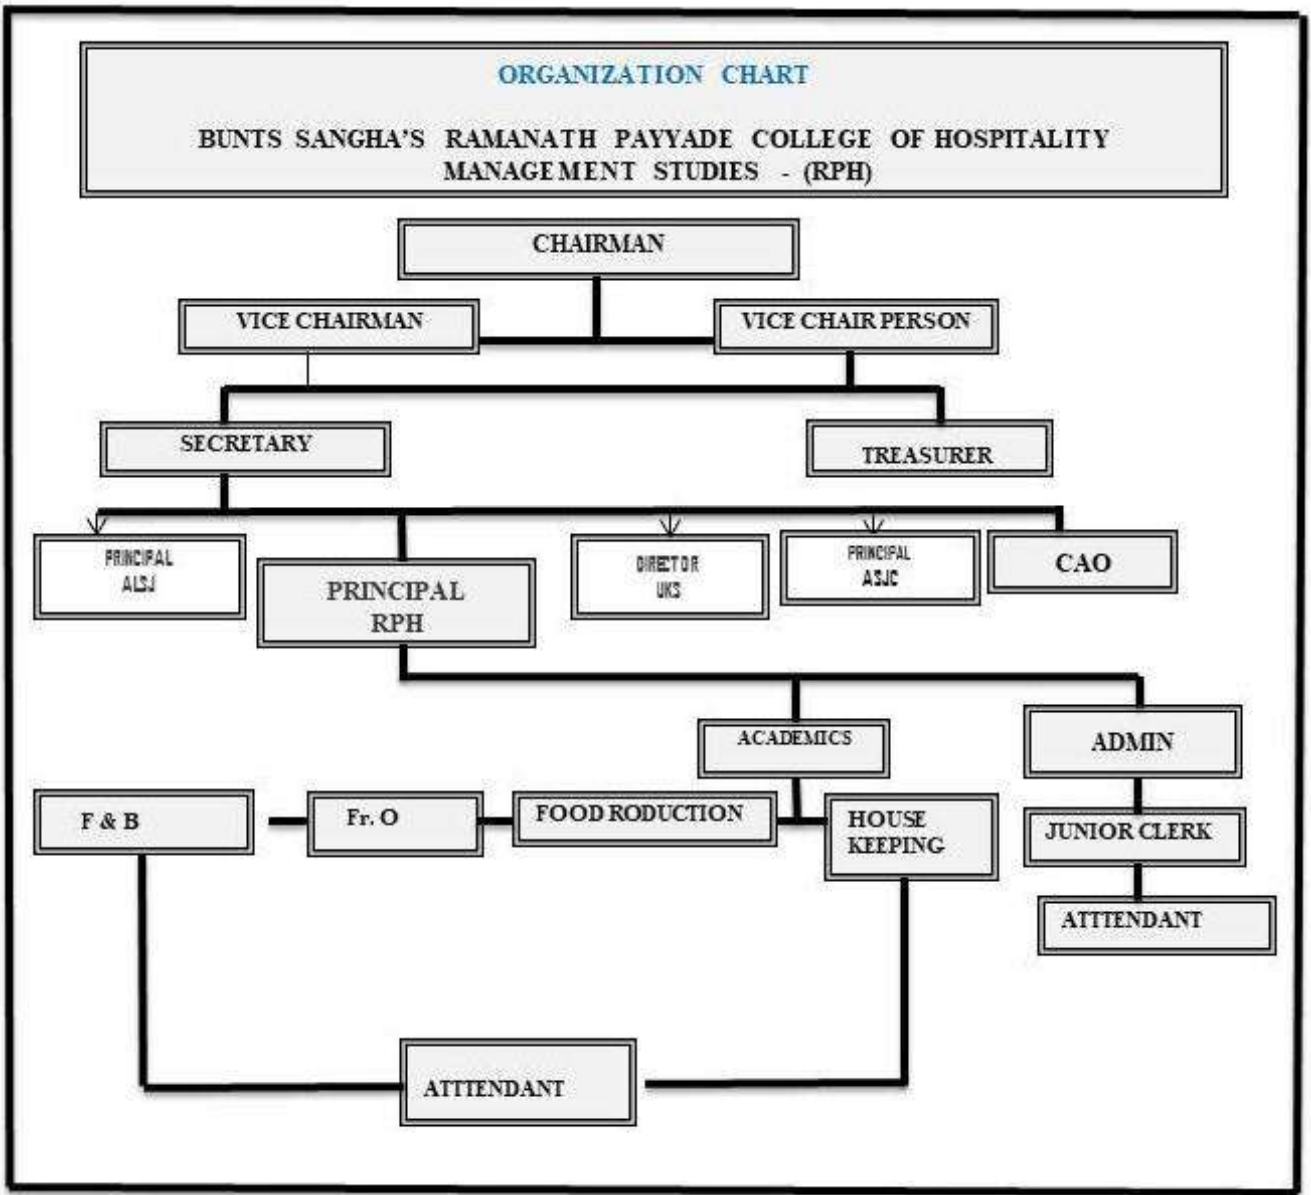 ORGANIZATION CHART
BUNTS SANGHA'S RAMANATH PAYYADE COLLEGE OF HOSPITALITY
MANAGEMENT STUDIES - (RPH)
CHAIRMAN
VICE CHAIRMAN
VICE CHAIR PERSON
SECRETARY
TREASURER
PRINCIPAL
ALSJ
PRINCIPAL
RPH
DIRECTOR
UKS
PRINCIPAL
ASJC
CAO
ACADEMICS
ADMIN
F & B
Fr. O
FOOD RODUCTION
HOUSE
KEEPING
JUNIOR CLERK
ATTTENDANT
ATTTENDANT